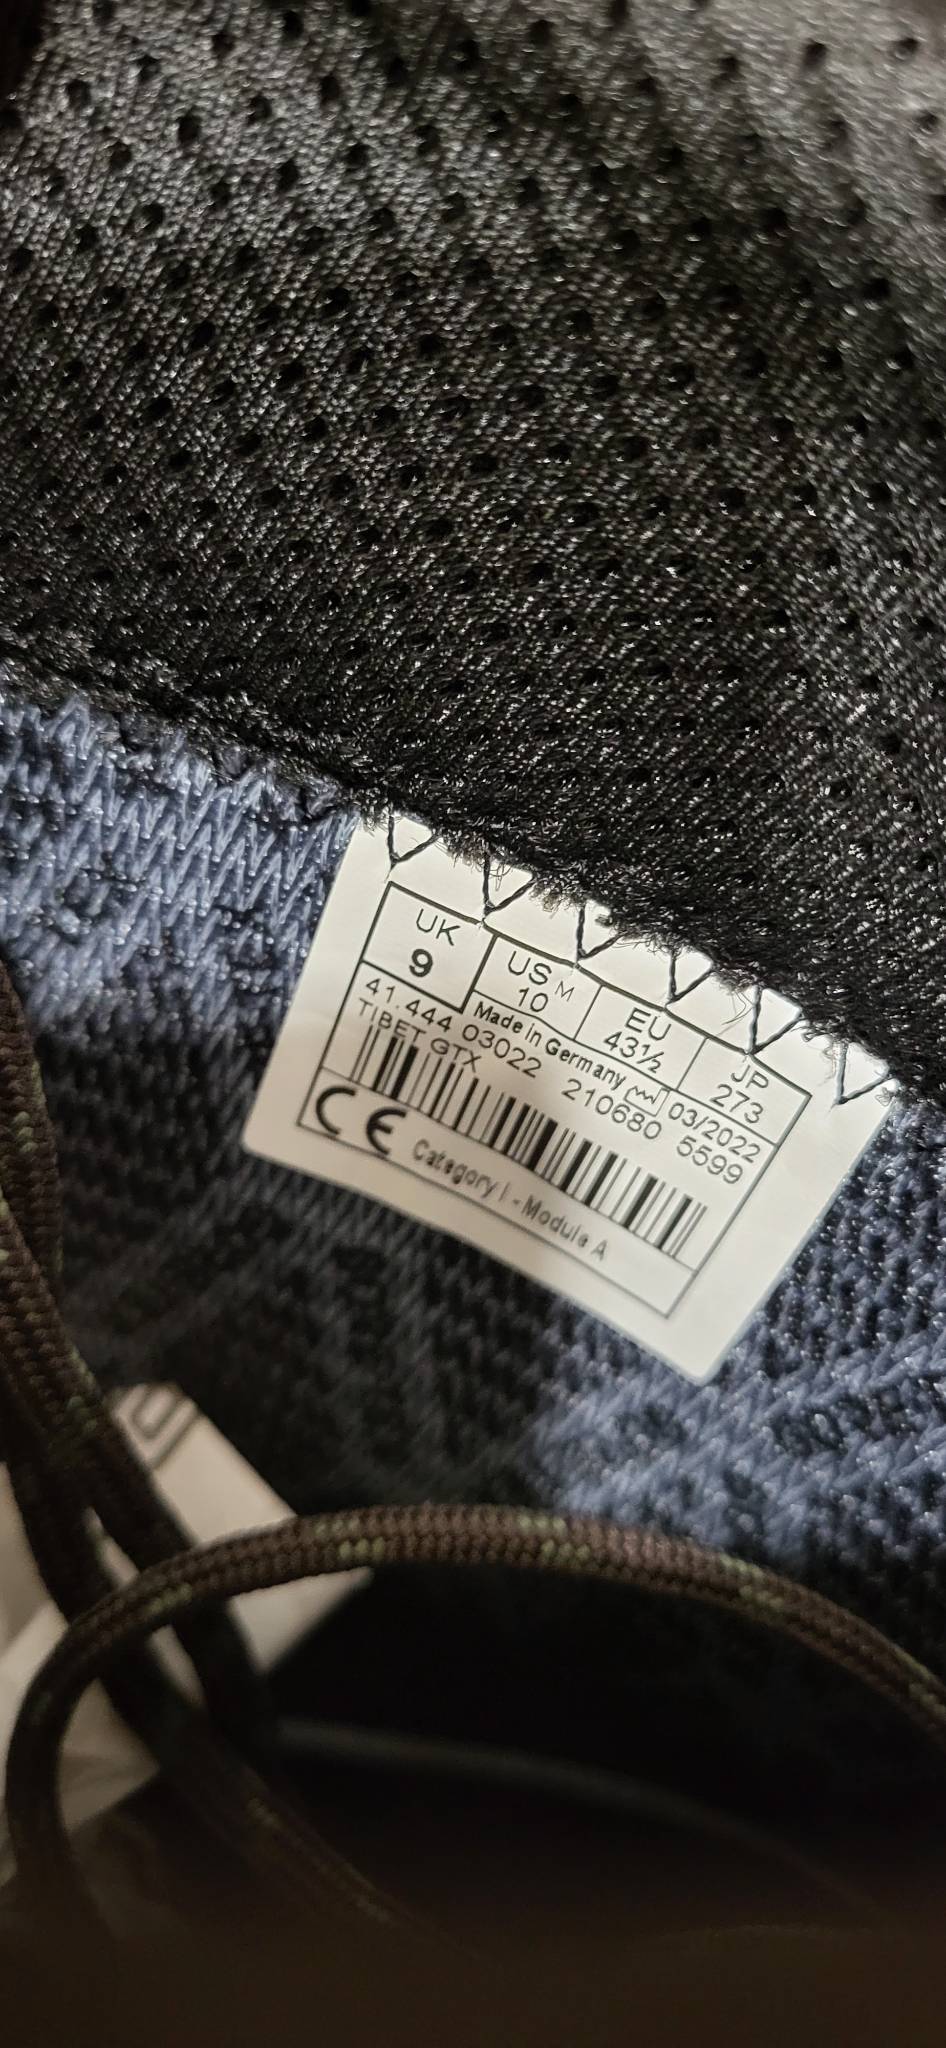 UK 9
US M 10
EU 43½
JP 273
Made in Germany 03/2022
41.444 03022 210680 5599
TIBET GTX
CE Category I - Module A